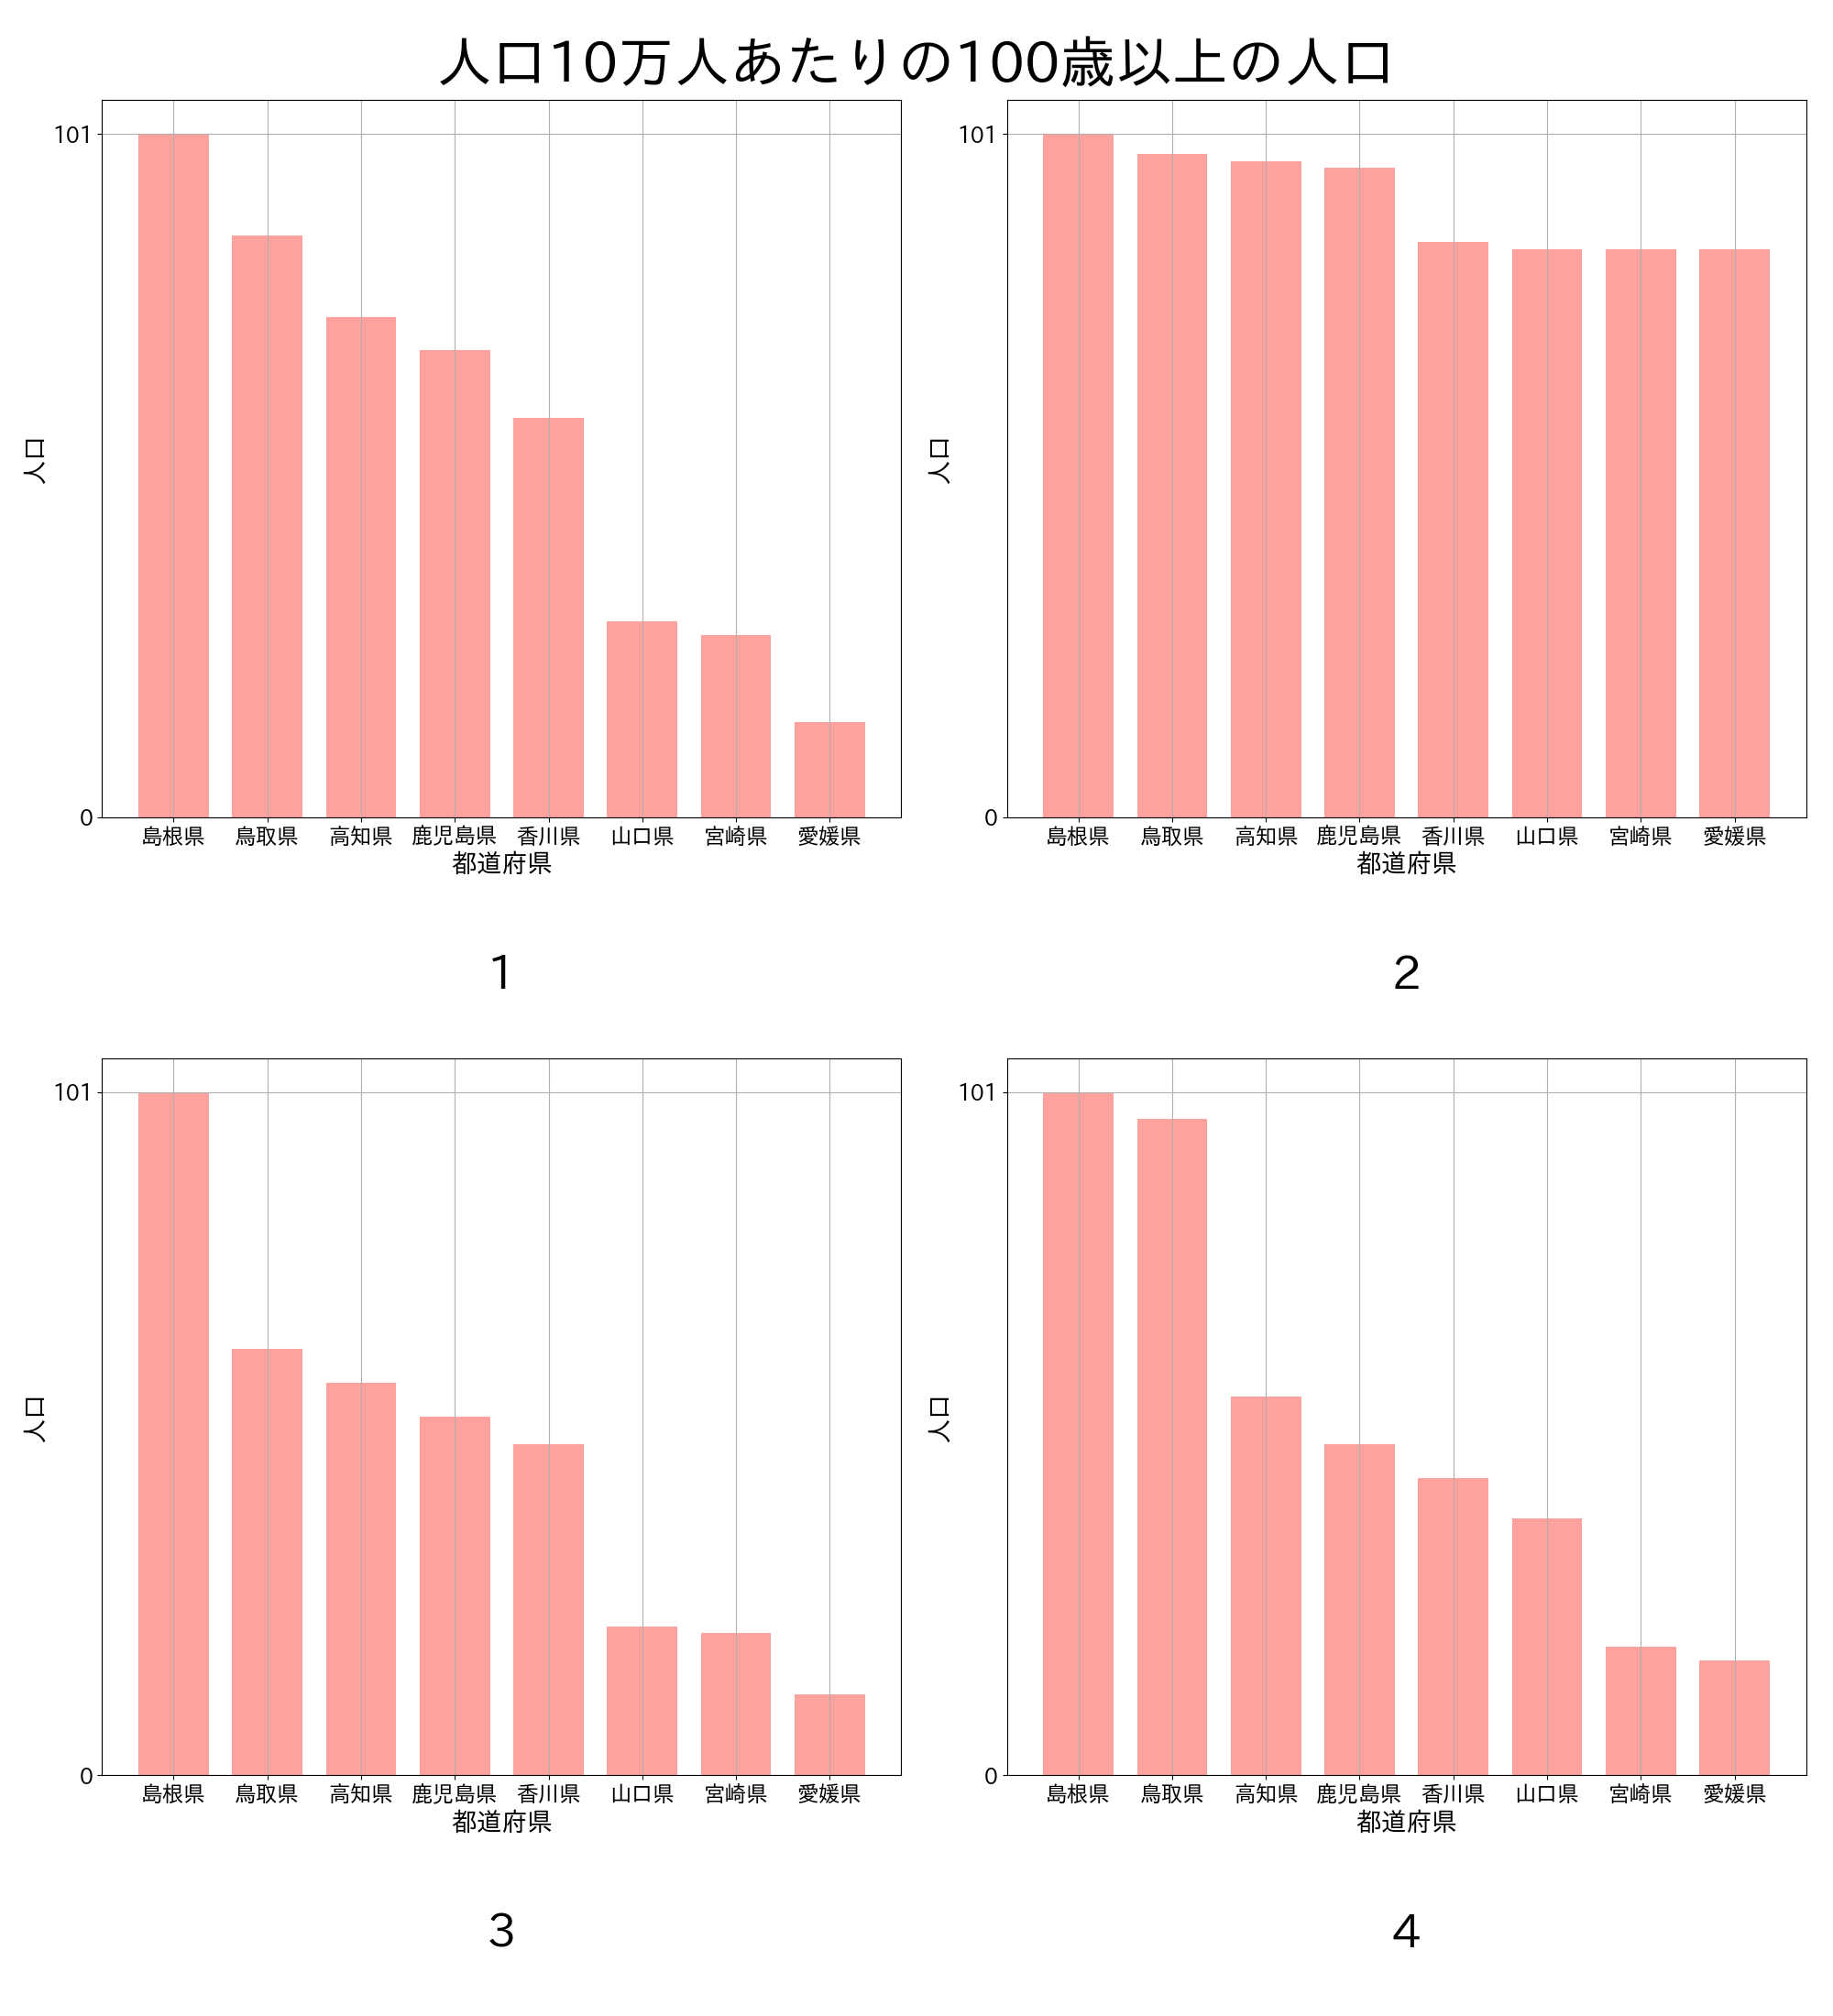 人口10万人あたりの100歳以上の人口
101
0
人口
島根県 鳥取県 高知県 鹿児島県 香川県 山口県 宮崎県 愛媛県
都道府県
1
101
0
人口
島根県 鳥取県 高知県 鹿児島県 香川県 山口県 宮崎県 愛媛県
都道府県
2
101
0
人口
島根県 鳥取県 高知県 鹿児島県 香川県 山口県 宮崎県 愛媛県
都道府県
3
101
0
人口
島根県 鳥取県 高知県 鹿児島県 香川県 山口県 宮崎県 愛媛県
都道府県
4